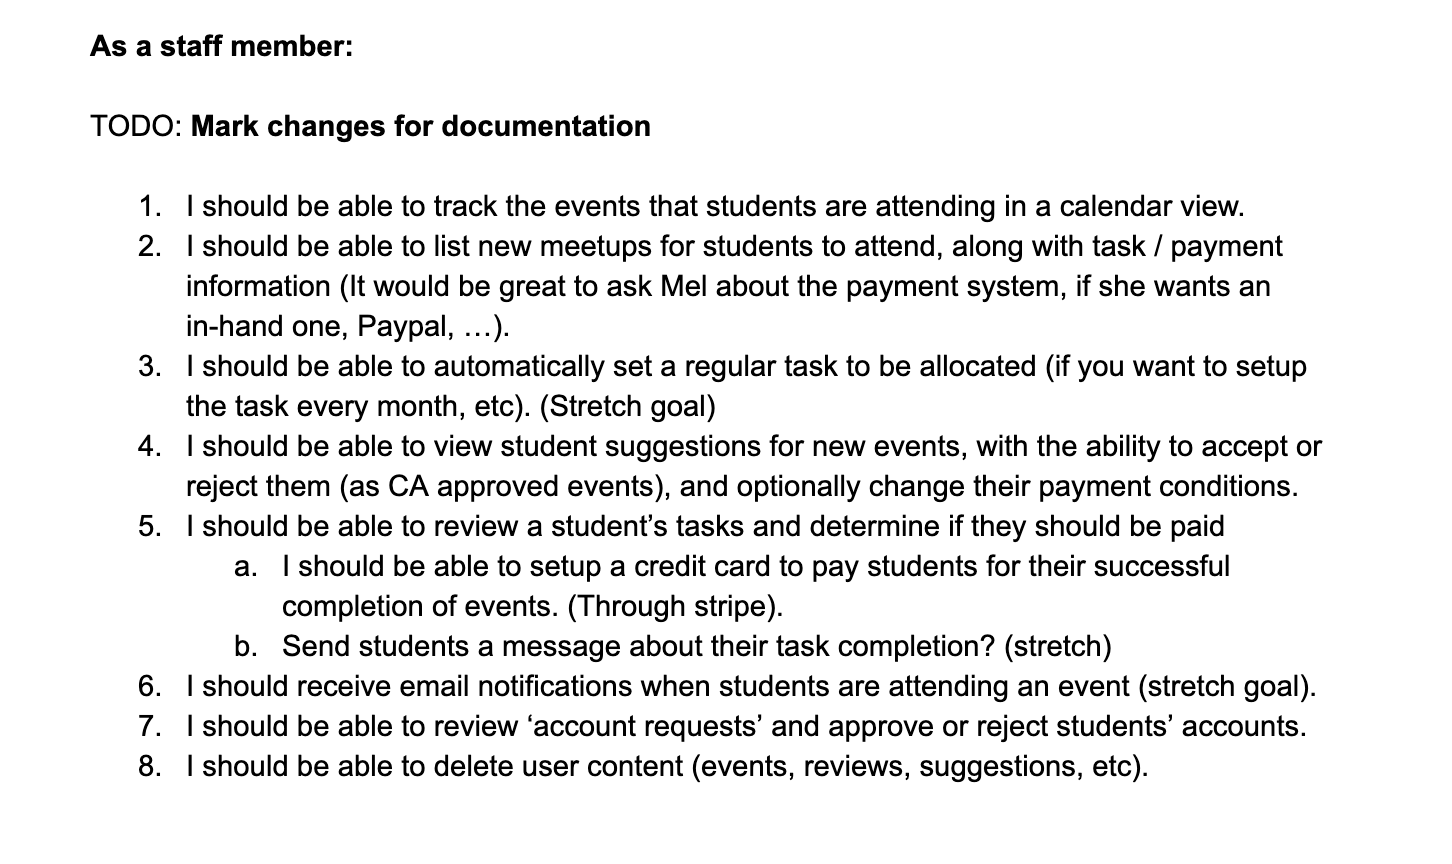 As a staff member:
TODO: Mark changes for documentation
1. I should be able to track the events that students are attending in a calendar view.
2. I should be able to list new meetups for students to attend, along with task / payment
information (It would be great to ask Mel about the payment system, if she wants an
in-hand one, Paypal, …).
3. I should be able to automatically set a regular task to be allocated (if you want to setup
the task every month, etc). (Stretch goal)
4. I should be able to view student suggestions for new events, with the ability to accept or
reject them (as CA approved events), and optionally change their payment conditions.
5. I should be able to review a student’s tasks and determine if they should be paid
a. I should be able to setup a credit card to pay students for their successful
completion of events. (Through stripe).
b. Send students a message about their task completion? (stretch)
6. I should receive email notifications when students are attending an event (stretch goal).
7. I should be able to review ‘account requests’ and approve or reject students’ accounts.
8. I should be able to delete user content (events, reviews, suggestions, etc).